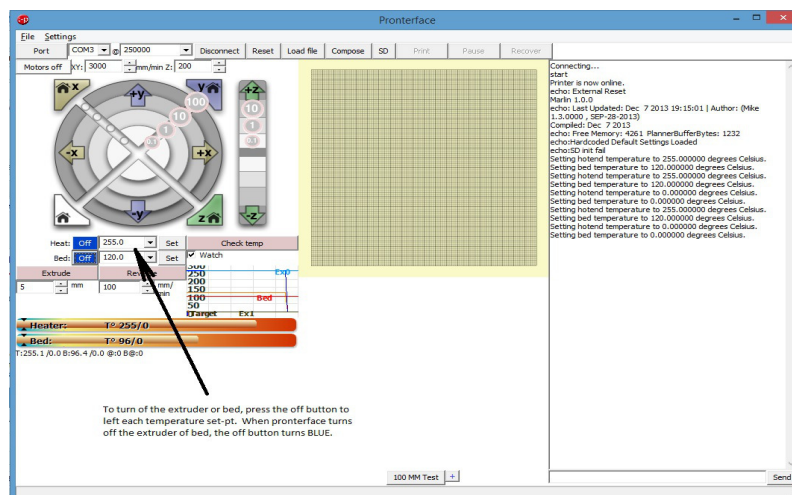 Pronterface
File Settings
Port COM3 @ 250000 Disconnect Reset Load file Compose SD Print Pause Recover
Motors off XY: 3000 mm/min Z: 200
+y
-y
+x
-x
x
y
z
100
10
1
0.1
+z
10
1
0.1
-z
Heat: Off 255.0 Set Check temp
Bed: Off 120.0 Set Watch
Extrude
5 mm 100 mm/
min
300
250 Ex0
200
150
100 Bed
50
Target Ex1
Heater: T° 255/0
Bed: T° 96/0
T:255.1 /0.0 B:96.4 /0.0 @:0 B@:0
To turn of the extruder or bed, press the off button to
left each temperature set-pt. When pronterface turns
off the extruder of bed, the off button turns BLUE.
100 MM Test +
Connecting...
start
Printer is now online.
echo: External Reset
Marlin 1.0.0
echo: Last Updated: Dec 7 2013 19:15:01 | Author: (Mike
1.3.0000 , SEP-28-2013)
Compiled: Dec 7 2013
echo: Free Memory: 4261 PlannerBufferBytes: 1232
echo:Hardcoded Default Settings Loaded
echo:SD init fail
Setting hotend temperature to 255.000000 degrees Celsius.
Setting bed temperature to 120.000000 degrees Celsius.
Setting bed temperature to 120.000000 degrees Celsius.
Setting hotend temperature to 0.000000 degrees Celsius.
Setting bed temperature to 0.000000 degrees Celsius.
Setting hotend temperature to 255.000000 degrees Celsius.
Setting bed temperature to 120.000000 degrees Celsius.
Setting hotend temperature to 0.000000 degrees Celsius.
Setting bed temperature to 0.000000 degrees Celsius.
Setting bed temperature to 0.000000 degrees Celsius.
Send